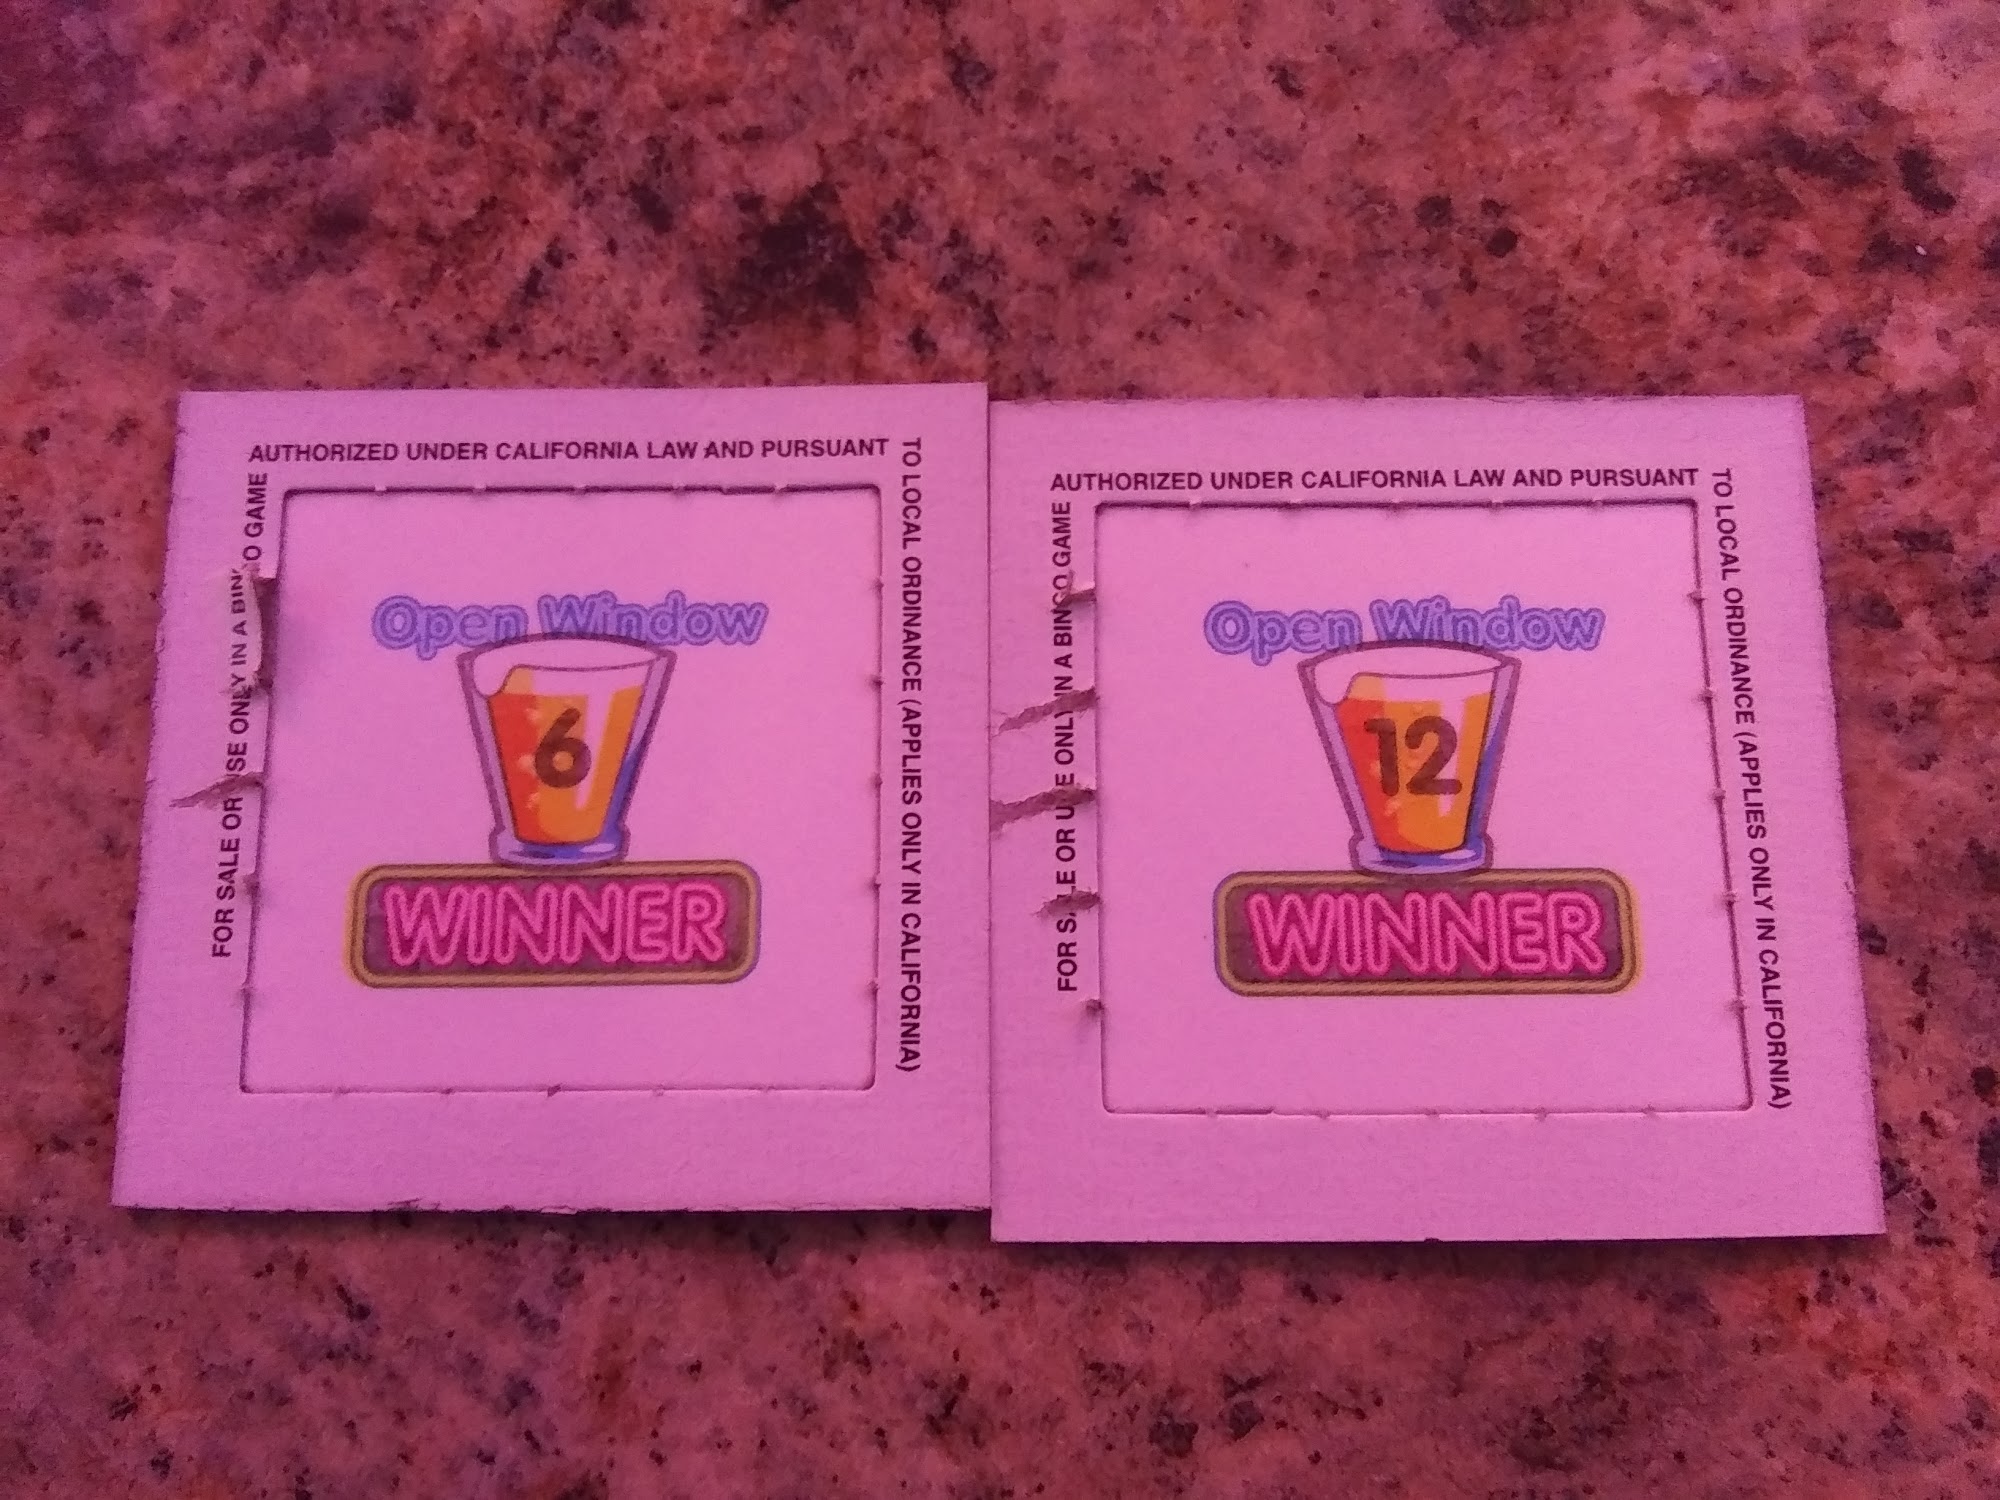 AUTHORIZED UNDER CALIFORNIA LAW AND PURSUANT
TO LOCAL ORDINANCE (APPLIES ONLY IN CALIFORNIA)
FOR SALE OR USE ONLY IN A BINGO GAME
Open Window
6
WINNER
AUTHORIZED UNDER CALIFORNIA LAW AND PURSUANT
TO LOCAL ORDINANCE (APPLIES ONLY IN CALIFORNIA)
FOR SALE OR USE ONLY IN A BINGO GAME
Open Window
12
WINNER